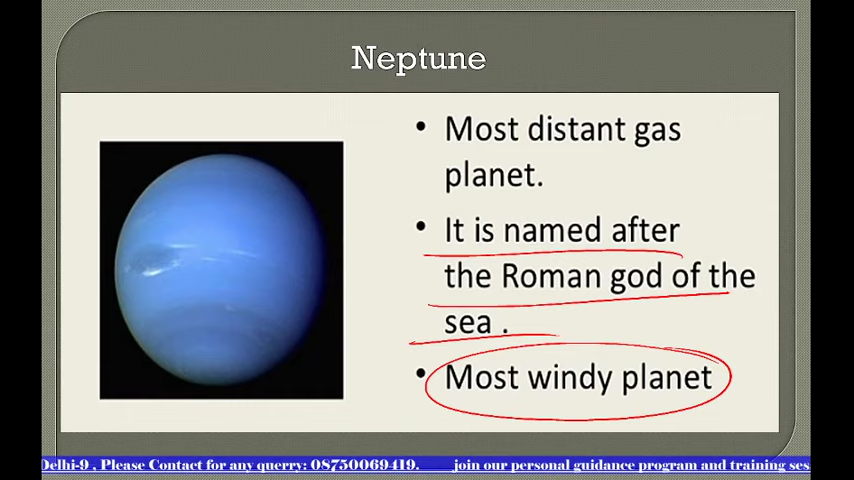 Neptune
• Most distant gas
planet.
• It is named after
the Roman god of the
sea .
• Most windy planet
Delhi-9 , Please Contact for any querry: 08750069419. join our personal guidance program and training ses